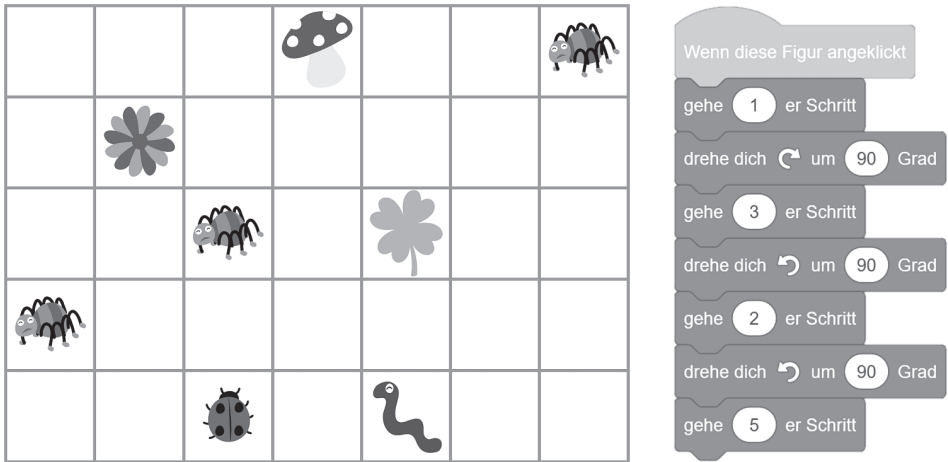 Wenn diese Figur angeklickt
gehe 1 er Schritt
drehe dich um 90 Grad
gehe 3 er Schritt
drehe dich um 90 Grad
gehe 2 er Schritt
drehe dich um 90 Grad
gehe 5 er Schritt